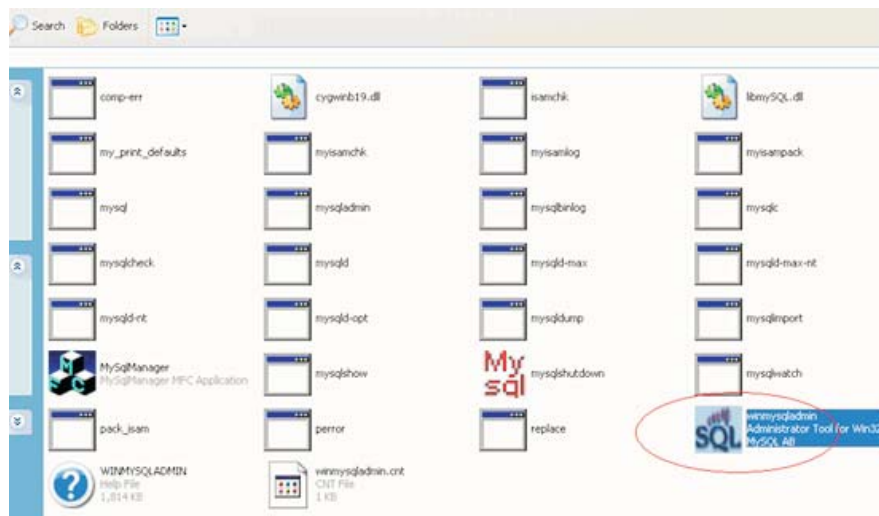 Search Folders
comp-err cygwinb19.dll isamchk libmySQL.dll
my_print_defaults myisamchk myisamlog myisampack
mysql mysqladmin mysqlbinlog mysqlc
mysqlcheck mysqld mysqld-max mysqld-max-nt
mysqld-nt mysqld-opt mysqldump mysqlimport
MySqlManager
MySqlManager MFC Application
mysqlshow
My
sql
mysqlshutdown
mysqlwatch
pack_isam perror replace
SQL
winmysqladmin
Administrator Tool for Win32
MySQL AB
WINMYSQLADMIN
Help File
1,814 KB
winmysqladmin.cnt
CNT File
1 KB